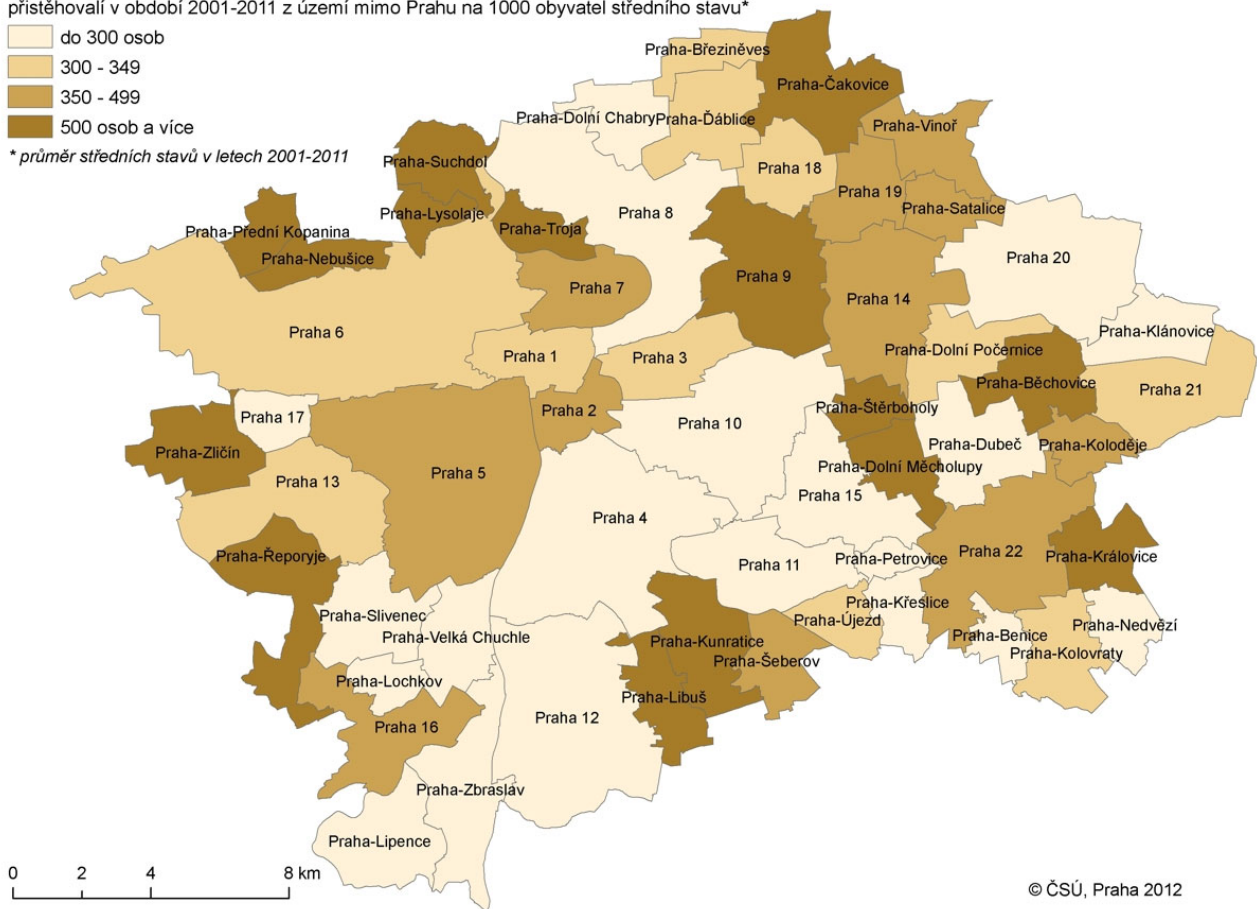 přistěhovalí v období 2001-2011 z území mimo Prahu na 1000 obyvatel středního stavu*
do 300 osob
300 - 349
350 - 499
500 osob a více
* průměr středních stavů v letech 2001-2011
Praha-Březiněves
Praha-Čakovice
Praha-Dolní Chabry
Praha-Ďáblice
Praha-Vinoř
Praha-Suchdol
Praha 18
Praha 19
Praha-Lysolaje
Praha 8
Praha-Satalice
Praha-Přední Kopanina
Praha-Troja
Praha-Nebušice
Praha 20
Praha 9
Praha 7
Praha 14
Praha 6
Praha-Klánovice
Praha 1
Praha 3
Praha-Dolní Počernice
Praha-Běchovice
Praha 21
Praha 17
Praha 2
Praha-Štěrboholy
Praha 10
Praha-Zličín
Praha 5
Praha-Dubeč
Praha-Koloděje
Praha-Dolní Měcholupy
Praha 13
Praha 15
Praha 4
Praha-Řeporyje
Praha 11
Praha-Petrovice
Praha 22
Praha-Královice
Praha-Slivenec
Praha-Křeslice
Praha-Újezd
Praha-Nedvězí
Praha-Velká Chuchle
Praha-Kunratice
Praha-Benice
Praha-Kolovraty
Praha-Šeberov
Praha-Lochkov
Praha-Libuš
Praha 12
Praha 16
Praha-Zbraslav
Praha-Lipence
0 2 4 8 km
© ČSÚ, Praha 2012